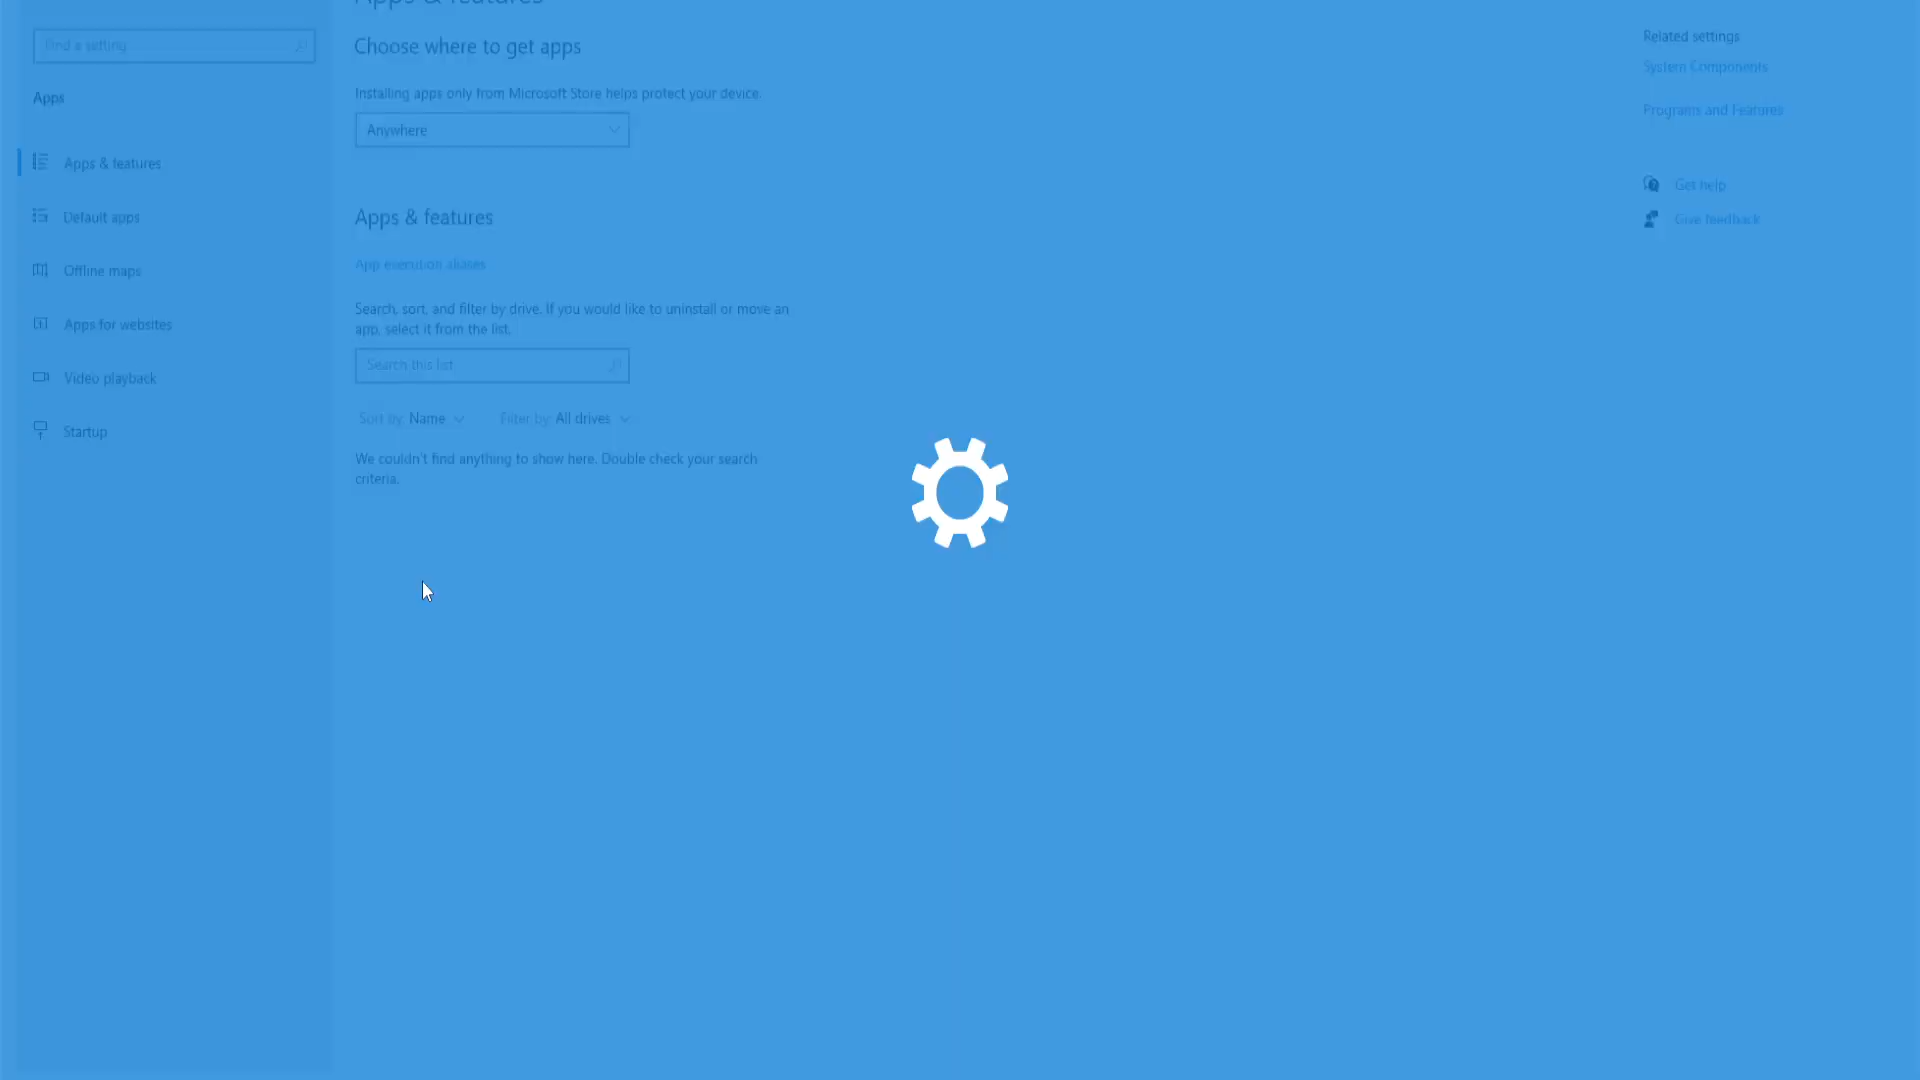 Apps & features
Find a setting
Apps
Apps & features
Default apps
Offline maps
Apps for websites
Video playback
Startup
Choose where to get apps
Installing apps only from Microsoft Store helps protect your device.
Anywhere
Apps & features
App execution aliases
Search, sort, and filter by drive. If you would like to uninstall or move an
app, select it from the list.
Search this list
Sort by: Name Filter by: All drives
We couldn't find anything to show here. Double check your search
criteria.
Related settings
System Components
Programs and Features
Get help
Give feedback